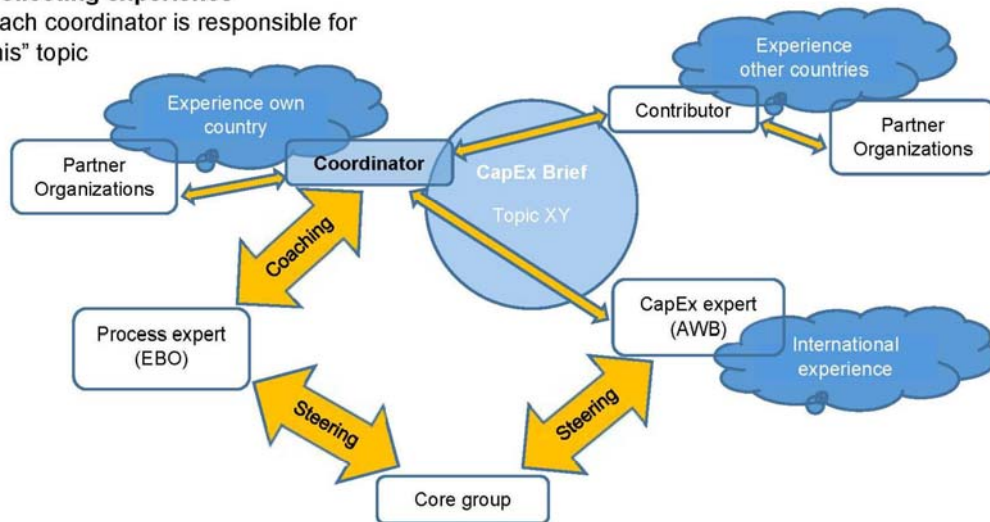 ach coordinator is responsible for
his” topic
Experience
other countries
Experience own
country
Contributor
Partner
Organizations
Partner
Organizations
Coordinator
CapEx Brief
Topic XY
Coaching
CapEx expert
(AWB)
Process expert
(EBO)
International
experience
Steering
Steering
Core group